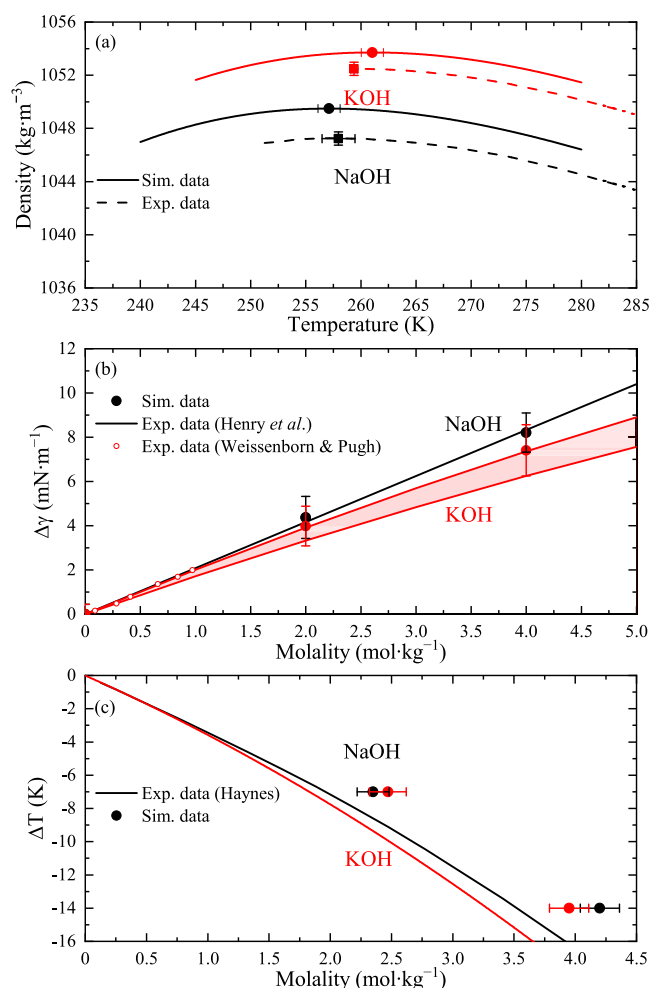 (a)
Density (kg·m⁻³)
1056
1052
1048
1044
1040
1036
KOH
NaOH
Sim. data
Exp. data
235 240 245 250 255 260 265 270 275 280 285
Temperature (K)
(b)
Δγ (mN·m⁻¹)
12
10
8
6
4
2
0
Sim. data
Exp. data (Henry et al.)
Exp. data (Weissenborn & Pugh)
NaOH
KOH
0.0 0.5 1.0 1.5 2.0 2.5 3.0 3.5 4.0 4.5 5.0
Molality (mol·kg⁻¹)
(c)
ΔT (K)
0
-2
-4
-6
-8
-10
-12
-14
-16
NaOH
Exp. data (Haynes)
Sim. data
KOH
0.0 0.5 1.0 1.5 2.0 2.5 3.0 3.5 4.0 4.5
Molality (mol·kg⁻¹)